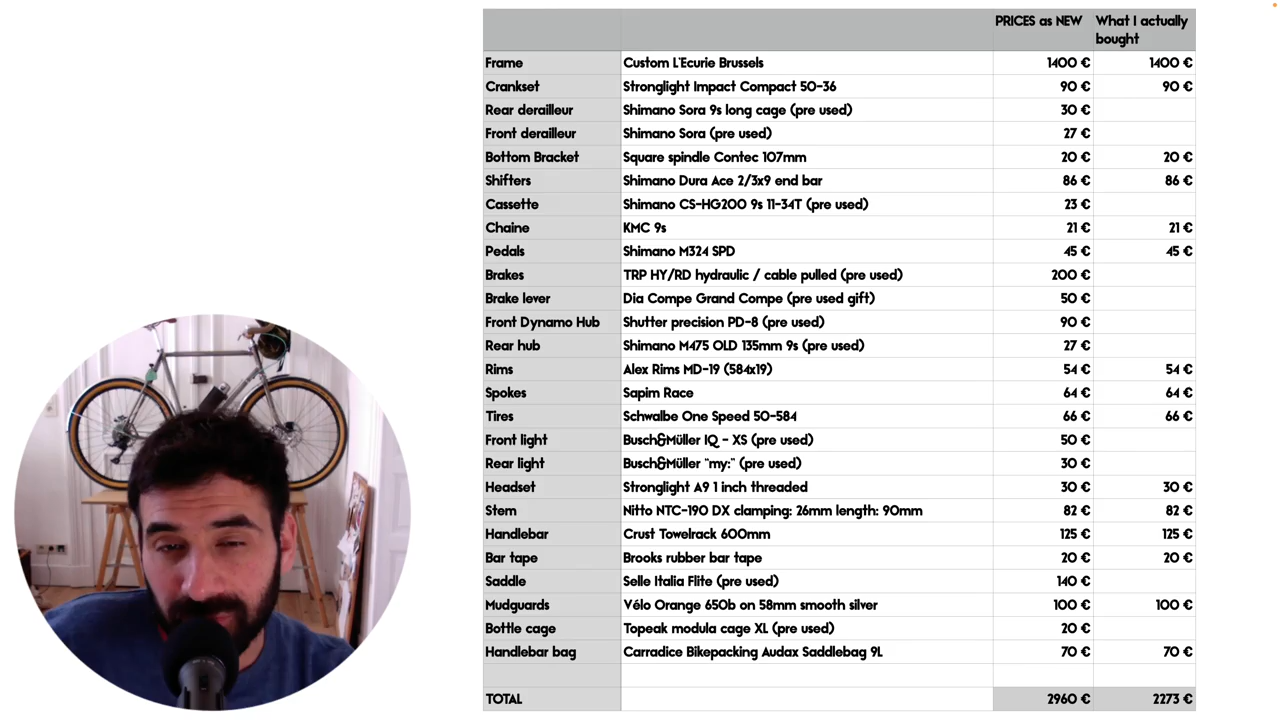 PRICES as NEW What I actually
bought
Frame Custom L'Ecurie Brussels 1400 € 1400 €
Crankset Stronglight Impact Compact 50-36 90 € 90 €
Rear derailleur Shimano Sora 9s long cage (pre used) 30 €
Front derailleur Shimano Sora (pre used) 27 €
Bottom Bracket Square spindle Contec 107mm 20 € 20 €
Shifters Shimano Dura Ace 2/3x9 end bar 86 € 86 €
Cassette Shimano CS-HG200 9s 11-34T (pre used) 23 €
Chaine KMC 9s 21 € 21 €
Pedals Shimano M324 SPD 45 € 45 €
Brakes TRP HY/RD hydraulic / cable pulled (pre used) 200 €
Brake lever Dia Compe Grand Compe (pre used gift) 50 €
Front Dynamo Hub Shutter precision PD-8 (pre used) 90 €
Rear hub Shimano M475 OLD 135mm 9s (pre used) 27 €
Rims Alex Rims MD-19 (584x19) 54 € 54 €
Spokes Sapim Race 64 € 64 €
Tires Schwalbe One Speed 50-584 66 € 66 €
Front light Busch&Müller IQ - XS (pre used) 50 €
Rear light Busch&Müller "my:" (pre used) 30 €
Headset Stronglight A9 1 inch threaded 30 € 30 €
Stem Nitto NTC-190 DX clamping: 26mm length: 90mm 82 € 82 €
Handlebar Crust Towelrack 600mm 125 € 125 €
Bar tape Brooks rubber bar tape 20 € 20 €
Saddle Selle Italia Flite (pre used) 140 €
Mudguards Vélo Orange 650b on 58mm smooth silver 100 € 100 €
Bottle cage Topeak modula cage XL (pre used) 20 €
Handlebar bag Carradice Bikepacking Audax Saddlebag 9L 70 € 70 €
TOTAL 2960 € 2273 €